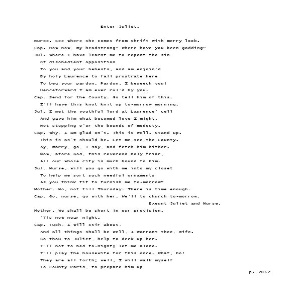 Enter Juliet.
Nurse. See where she comes from shrift with merry look.
Cap. How now, my headstrong! where have you been gadding?
Jul. Where I have learnt me to repent the sin
Of disobedient opposition
To you and your behests, and am enjoin'd
By holy Laurence to fall prostrate here
To beg your pardon. Pardon, I beseech you!
Henceforward I am ever rul'd by you.
Cap. Send for the County. Go tell him of this.
I'll have this knot knit up to-morrow morning.
Jul. I met the youthful lord at Laurence' cell
And gave him what becomed love I might,
Not stepping o'er the bounds of modesty.
Cap. Why, I am glad on't. This is well. Stand up.
This is as't should be. Let me see the County.
Ay, marry, go, I say, and fetch him hither.
Now, afore God, this reverend holy friar,
All our whole city is much bound to him.
Jul. Nurse, will you go with me into my closet
To help me sort such needful ornaments
As you think fit to furnish me to-morrow?
Mother. No, not till Thursday. There is time enough.
Cap. Go, nurse, go with her. We'll to church to-morrow.
Exeunt Juliet and Nurse.
Mother. We shall be short in our provision.
'Tis now near night.
Cap. Tush, I will stir about,
And all things shall be well, I warrant thee, wife.
Go thou to Juliet, help to deck up her.
I'll not to bed to-night; let me alone.
I'll play the housewife for this once. What, ho!
They are all forth; well, I will walk myself
To County Paris, to prepare him up